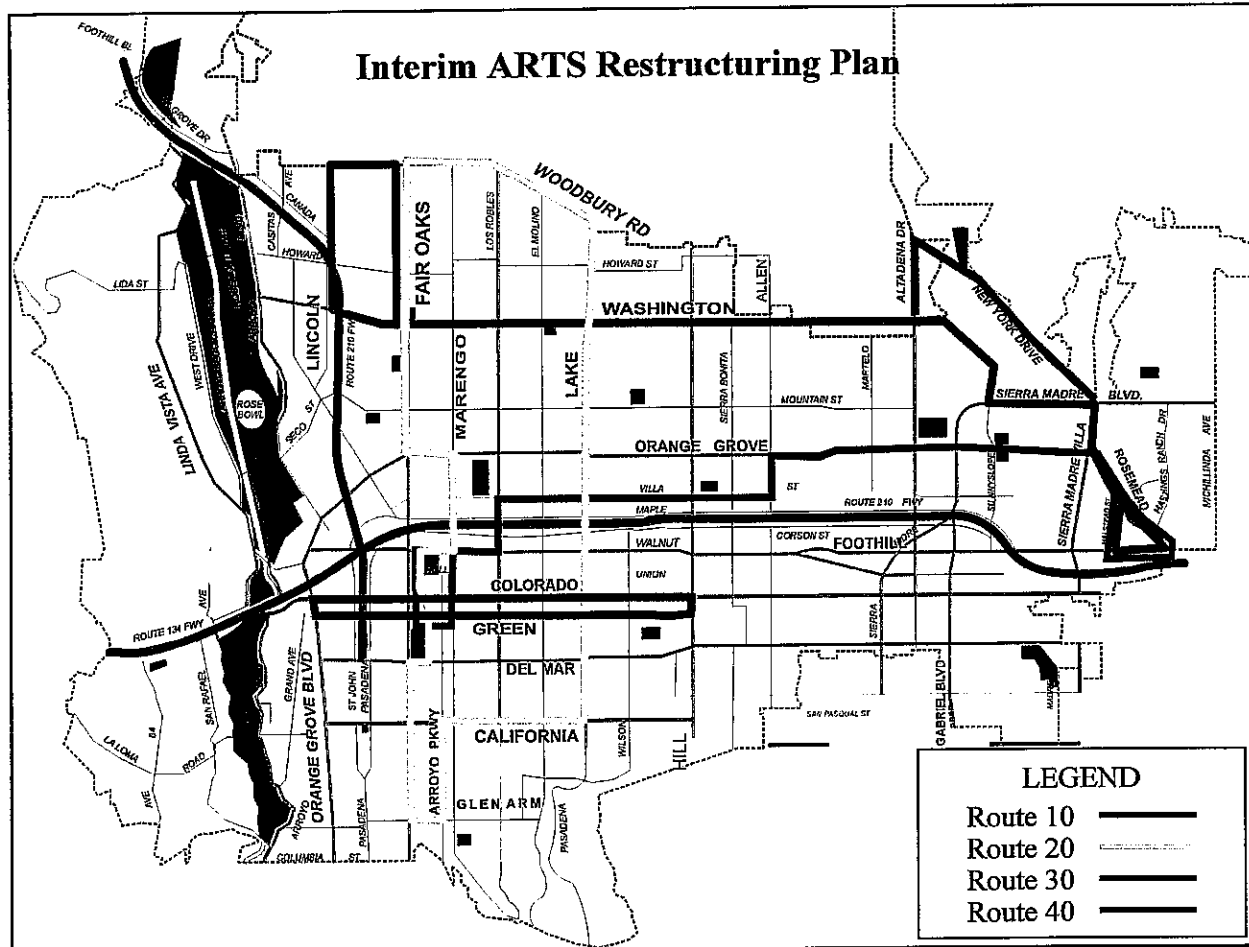 Interim ARTS Restructuring Plan
FOOTHILL BL
GROVE DR
CASITAS AVE
CANADA
HOWARD
WOODBURY RD
LOS ROBLES
EL MOLINO
FAIR OAKS
HOWARD ST
ALLEN
ALTADENA DR
NEW YORK DRIVE
LIDA ST
LINDA VISTA AVE
WEST DRIVE
ROSE BOWL
LINCOLN
SECO ST
ROUTE 210 FWY
WASHINGTON
MARENGO
LAKE
SIERRA BONITA
MARTELO
MOUNTAIN ST
SIERRA MADRE BLVD.
ORANGE GROVE
VILLA ST
MAPLE
ROUTE 210 FWY
SUNNYSLOPE
SIERRA MADRE VILLA
ROSEMEAD
HASTINGS RANCH DR
MICHILLINDA AVE
WALNUT
CORSON ST
FOOTHILL
COLORADO
UNION
GREEN
DEL MAR
ROUTE 134 FWY
SAN RAFAEL AVE
GRAND AVE
ORANGE GROVE BLVD
ST JOHN
PASADENA
ARROYO PKWY
CALIFORNIA
WILSON
HILL
SIERRA
GABRIEL BLVD
MADRE
SAN PASQUAL ST
LA LOMA ROAD
AVE
ARROYO
GLEN ARM
PASADENA
PASADENA
COLUMBIA ST
LEGEND
Route 10
Route 20
Route 30
Route 40